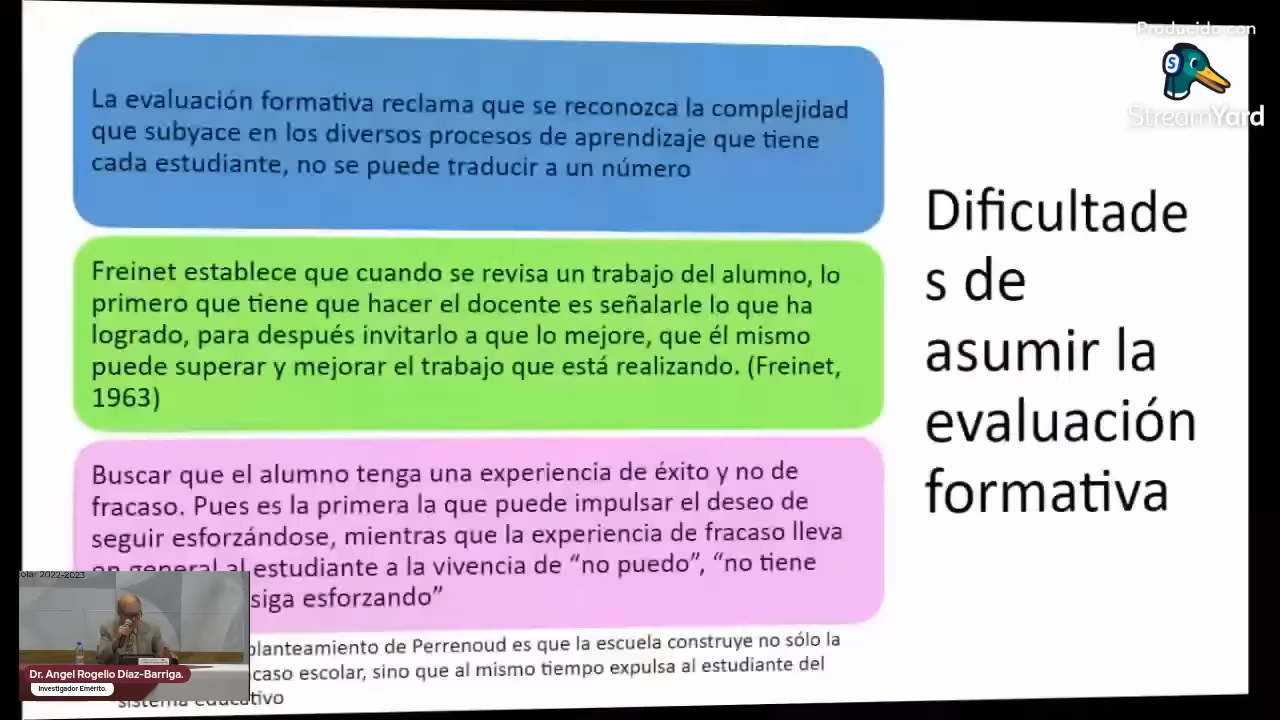 Producido con
StreamYard
La evaluación formativa reclama que se reconozca la complejidad
que subyace en los diversos procesos de aprendizaje que tiene
cada estudiante, no se puede traducir a un número
Freinet establece que cuando se revisa un trabajo del alumno, lo
primero que tiene que hacer el docente es señalarle lo que ha
logrado, para después invitarlo a que lo mejore, que él mismo
puede superar y mejorar el trabajo que está realizando. (Freinet,
1963)
Buscar que el alumno tenga una experiencia de éxito y no de
fracaso. Pues es la primera la que puede impulsar el deseo de
seguir esforzándose, mientras que la experiencia de fracaso lleva
en general al estudiante a la vivencia de “no puedo”, “no tiene
siga esforzando”
planteamiento de Perrenoud es que la escuela construye no sólo la
caso escolar, sino que al mismo tiempo expulsa al estudiante del
sistema educativo
Dificultade
s de
asumir la
evaluación
formativa
2022-2023
Dr. Angel Rogelio Díaz-Barriga.
Investigador Emérito.